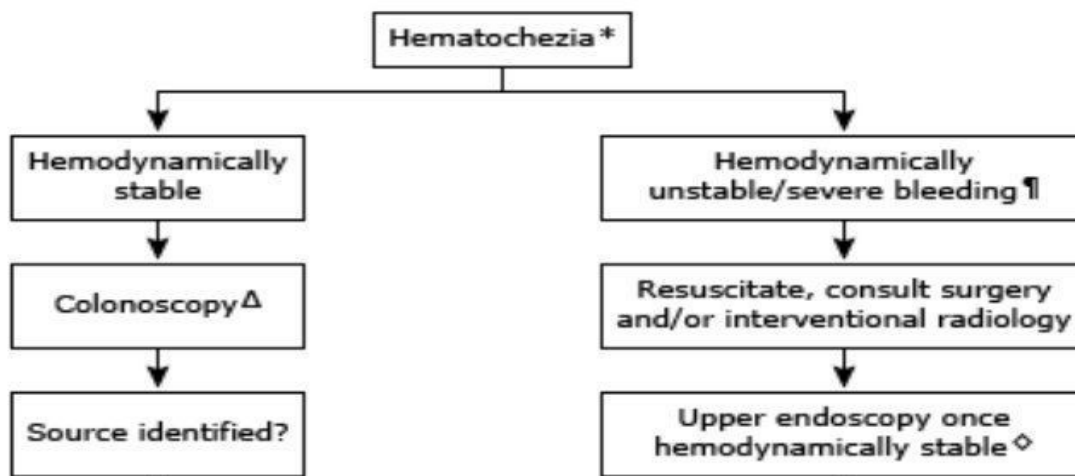 Hematochezia*
Hemodynamically
stable
Hemodynamically
unstable/severe bleeding¶
Colonoscopy Δ
Resuscitate, consult surgery
and/or interventional radiology
Source identified?
Upper endoscopy once
hemodynamically stable◇